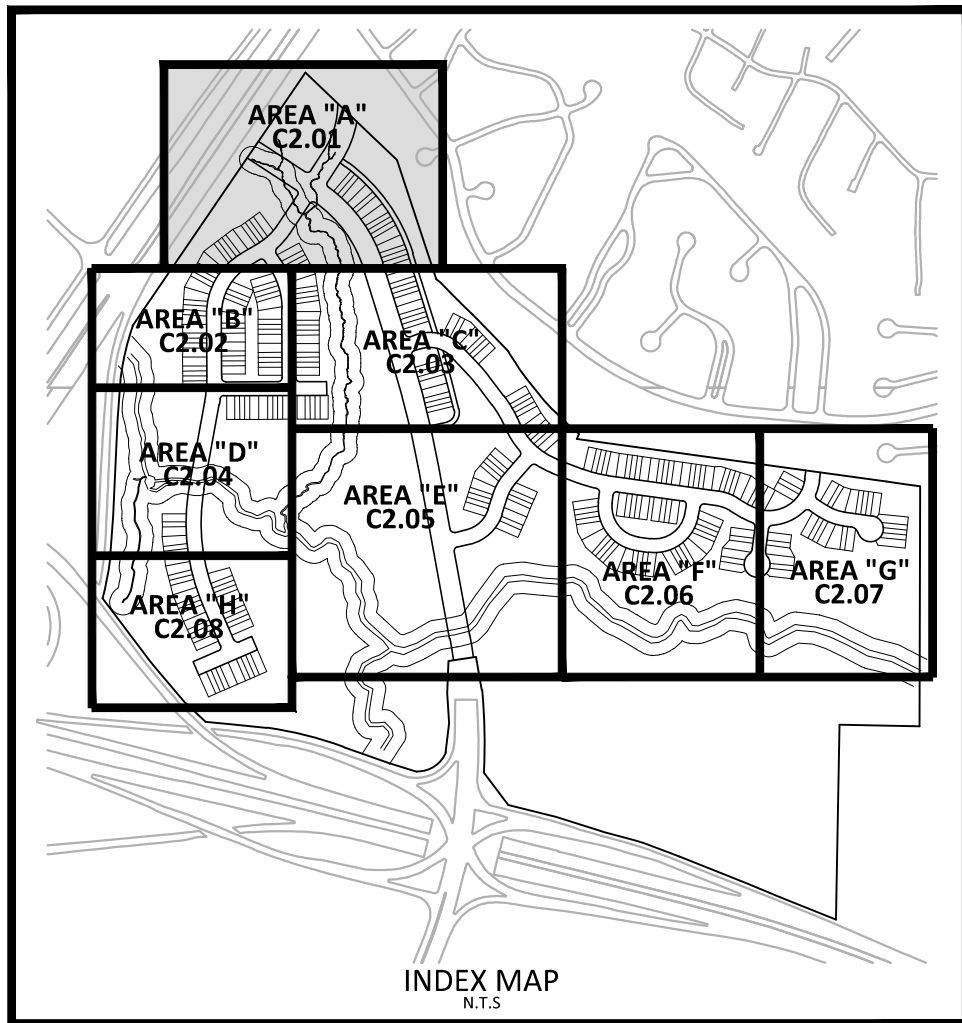 AREA "A"
C2.01
AREA "B"
C2.02
AREA "C"
C2.03
AREA "D"
C2.04
AREA "E"
C2.05
AREA "F"
C2.06
AREA "G"
C2.07
AREA "H"
C2.08
INDEX MAP
N.T.S